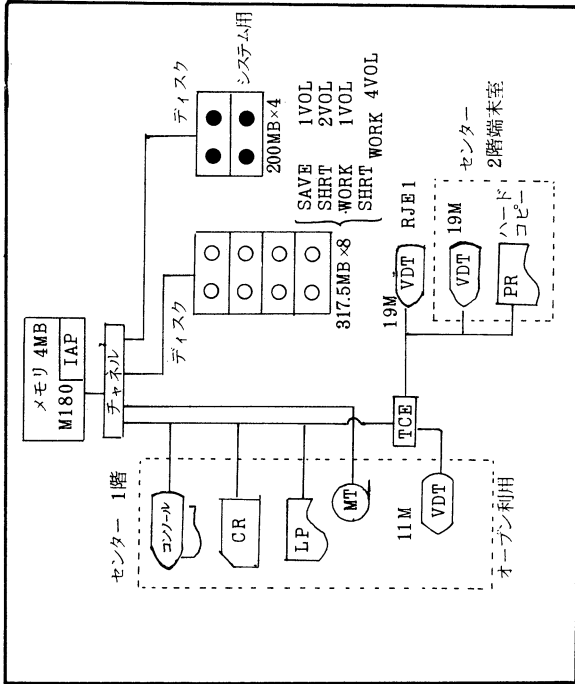 メモリ 4MB
M180 IAP
チャネル
ディスク
システム用
200MB×4
ディスク
317.5MB×8
SAVE 1VOL
SHRT 2VOL
WORK 1VOL
SHRT WORK 4VOL
センター 1階
コンソール
CR
LP
MT
TCE
11M
VDT
オープン利用
19M
VDT
RJE1
19M
VDT
PR
ハード
コピー
センター
2階端末室